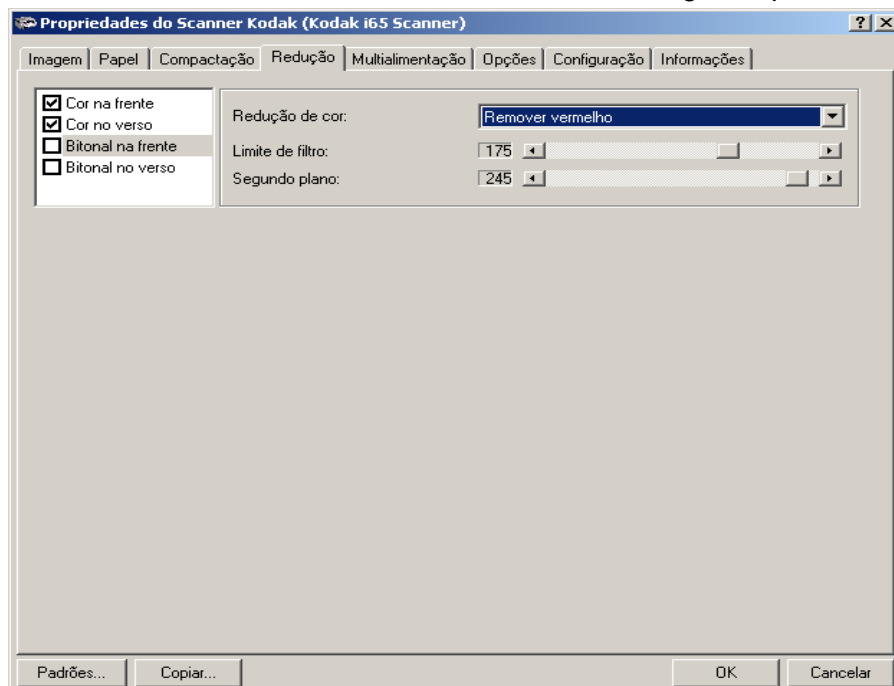 Propriedades do Scanner Kodak (Kodak i65 Scanner)
Imagem Papel Compactação Redução Multialimentação Opções Configuração Informações
Cor na frente
Cor no verso
Bitonal na frente
Bitonal no verso
Redução de cor: Remover vermelho
Limite de filtro: 175
Segundo plano: 245
Padrões... Copiar... OK Cancelar